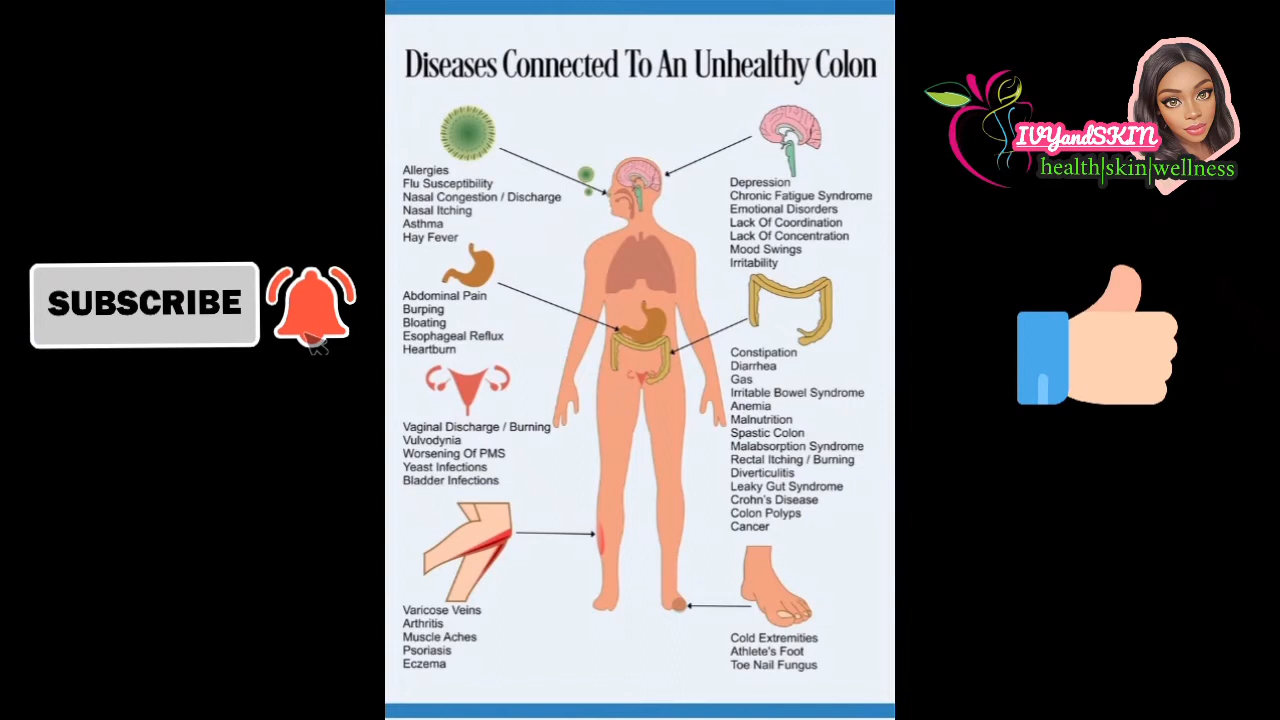 Diseases Connected To An Unhealthy Colon
Allergies
Flu Susceptibility
Nasal Congestion / Discharge
Nasal Itching
Asthma
Hay Fever
Abdominal Pain
Burping
Bloating
Esophageal Reflux
Heartburn
Vaginal Discharge / Burning
Vulvodynia
Worsening Of PMS
Yeast Infections
Bladder Infections
Varicose Veins
Arthritis
Muscle Aches
Psoriasis
Eczema
Depression
Chronic Fatigue Syndrome
Emotional Disorders
Lack Of Coordination
Lack Of Concentration
Mood Swings
Irritability
Constipation
Diarrhea
Gas
Irritable Bowel Syndrome
Anemia
Malnutrition
Spastic Colon
Malabsorption Syndrome
Rectal Itching / Burning
Diverticulitis
Leaky Gut Syndrome
Crohn's Disease
Colon Polyps
Cancer
Cold Extremities
Athlete's Foot
Toe Nail Fungus
SUBSCRIBE
IVYandSKIN
health|skin|wellness